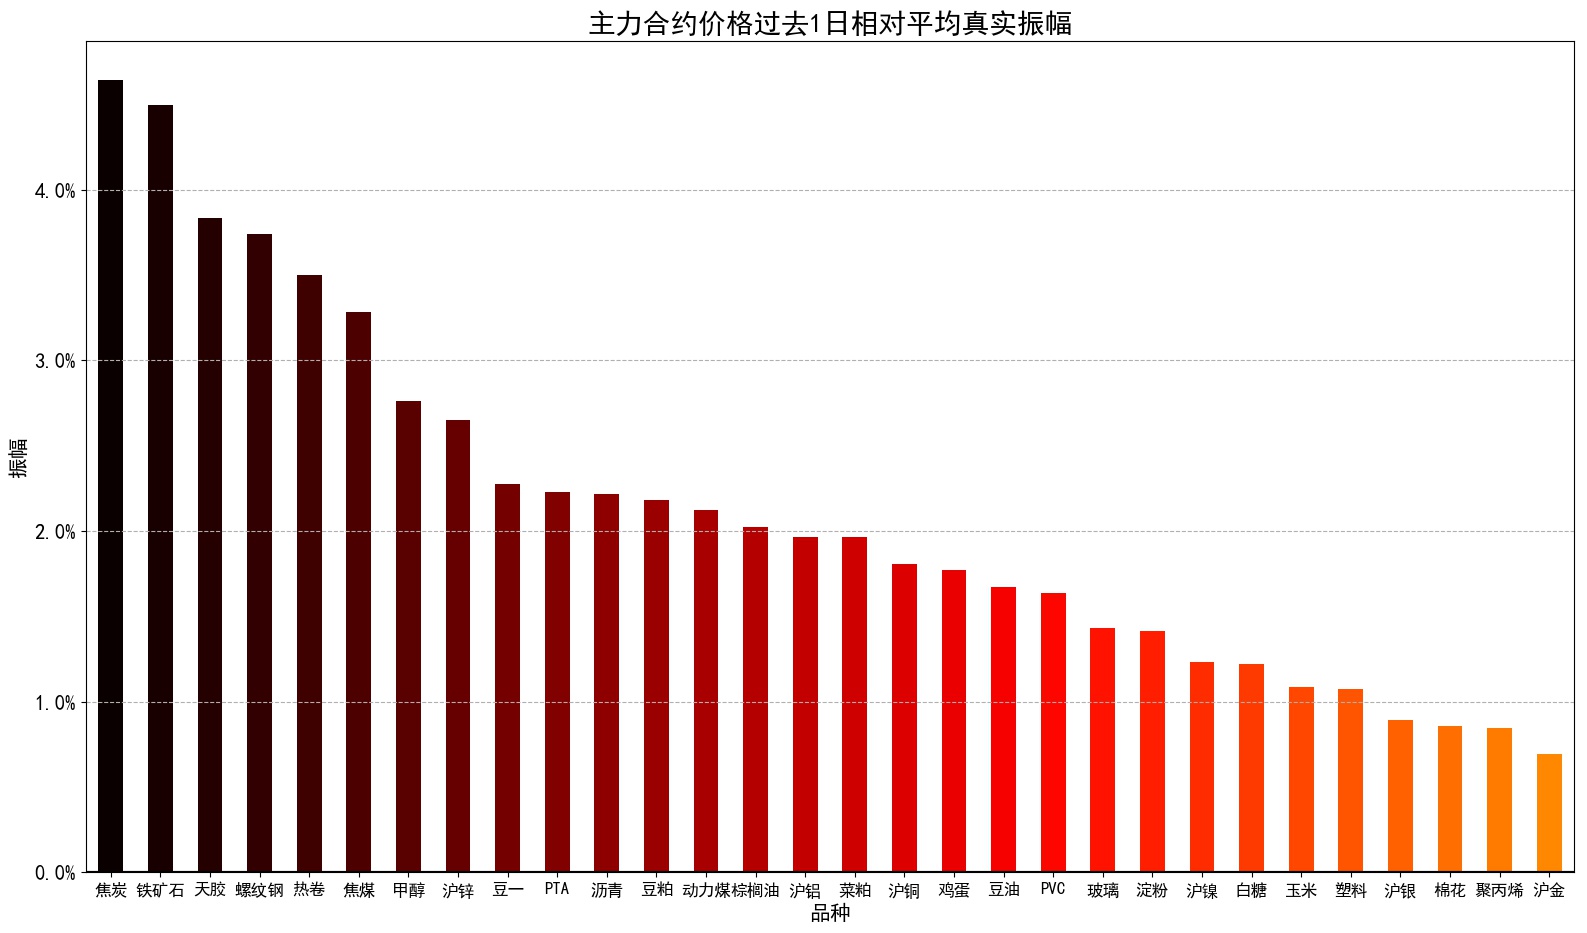 主力合约价格过去1日相对平均真实振幅
振幅
4.0%
3.0%
2.0%
1.0%
0.0%
焦炭 铁矿石 天胶 螺纹钢 热卷 焦煤 甲醇 沪锌 豆一 PTA 沥青 豆粕 动力煤 棕榈油 沪铝 菜粕 沪铜 鸡蛋 豆油 PVC 玻璃 淀粉 沪镍 白糖 玉米 塑料 沪银 棉花 聚丙烯 沪金
品种